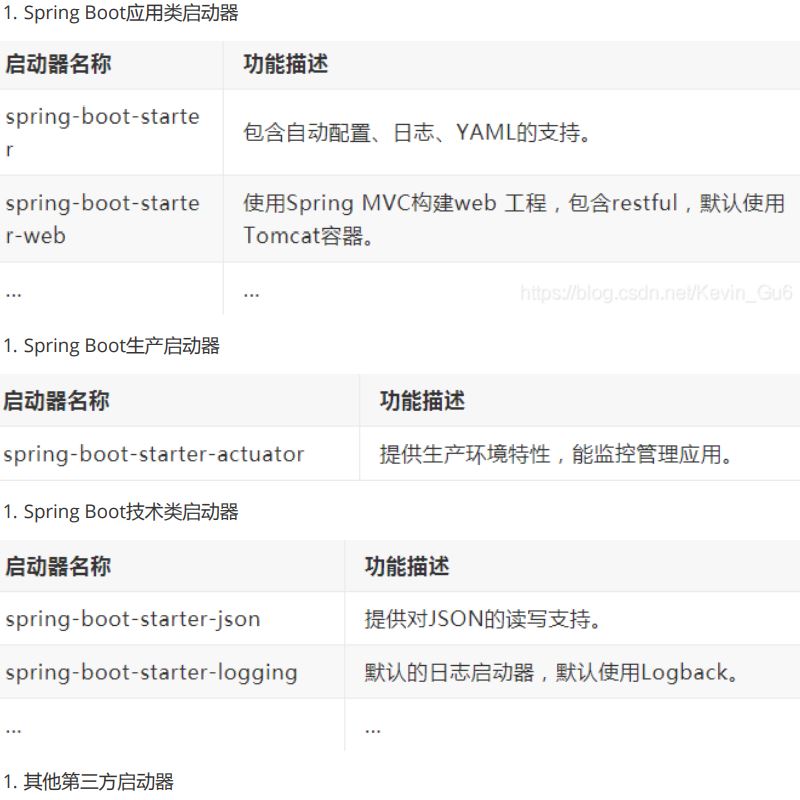 1. Spring Boot应用类启动器
启动器名称 功能描述
spring-boot-starte
r
包含自动配置、日志、YAML的支持。
spring-boot-starte
r-web
使用Spring MVC构建web 工程，包含restful，默认使用
Tomcat容器。
... ...
https://blog.csdn.net/Kevin_Gu6
1. Spring Boot生产启动器
启动器名称 功能描述
spring-boot-starter-actuator 提供生产环境特性，能监控管理应用。
1. Spring Boot技术类启动器
启动器名称 功能描述
spring-boot-starter-json 提供对JSON的读写支持。
spring-boot-starter-logging 默认的日志启动器，默认使用Logback。
... ...
1. 其他第三方启动器